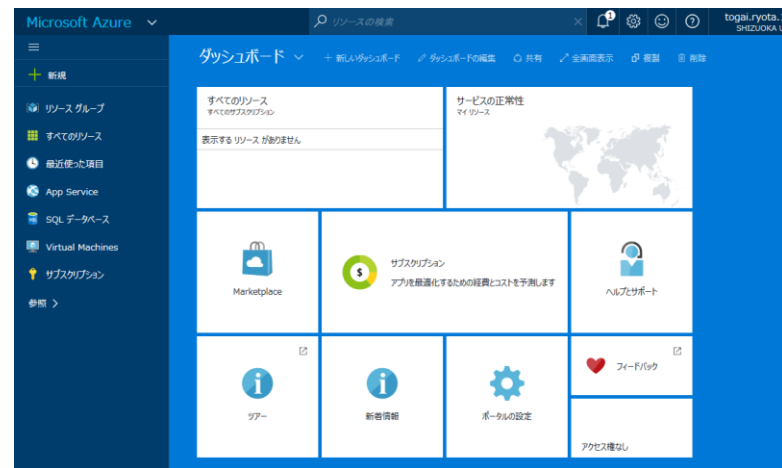 Microsoft Azure
リソースの検索
1
togai.ryota.
SHIZUOKA U
ダッシュボード
+ 新しいダッシュボード
ダッシュボードの編集
共有
全画面表示
複製
削除
新規
リソース グループ
すべてのリソース
最近使った項目
App Service
SQL データベース
Virtual Machines
サブスクリプション
参照 >
すべてのリソース
すべてのサブスクリプション
表示する リソース がありません
サービスの正常性
マイ リソース
Marketplace
サブスクリプション
アプリを最適化するための経費とコストを予測します
ヘルプとサポート
ツアー
新着情報
ポータルの設定
フィードバック
アクセス権なし